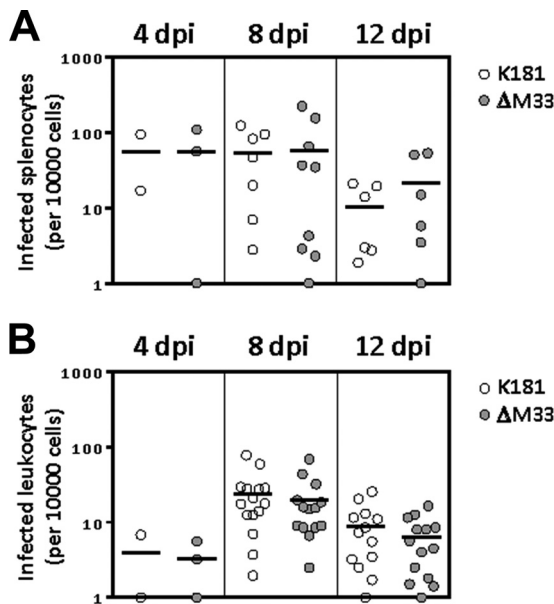 A
4 dpi 8 dpi 12 dpi
Infected splenocytes
(per 10000 cells)
1000
100
10
1
K181
ΔM33
B
4 dpi 8 dpi 12 dpi
Infected leukocytes
(per 10000 cells)
1000
100
10
1
K181
ΔM33